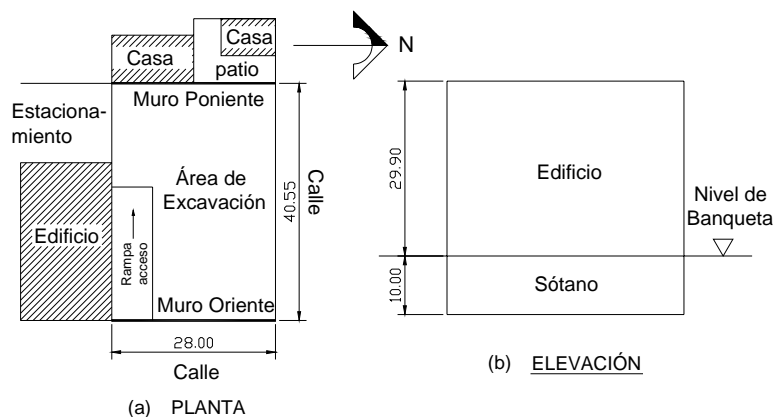 Casa
Casa
patio
N
Muro Poniente
Estaciona-
miento
Área de
Excavación
Calle
40.55
Edificio
Rampa
acceso
Muro Oriente
28.00
Calle
(a) PLANTA
29.90
Edificio
Nivel de
Banqueta
10.00
Sótano
(b) ELEVACIÓN